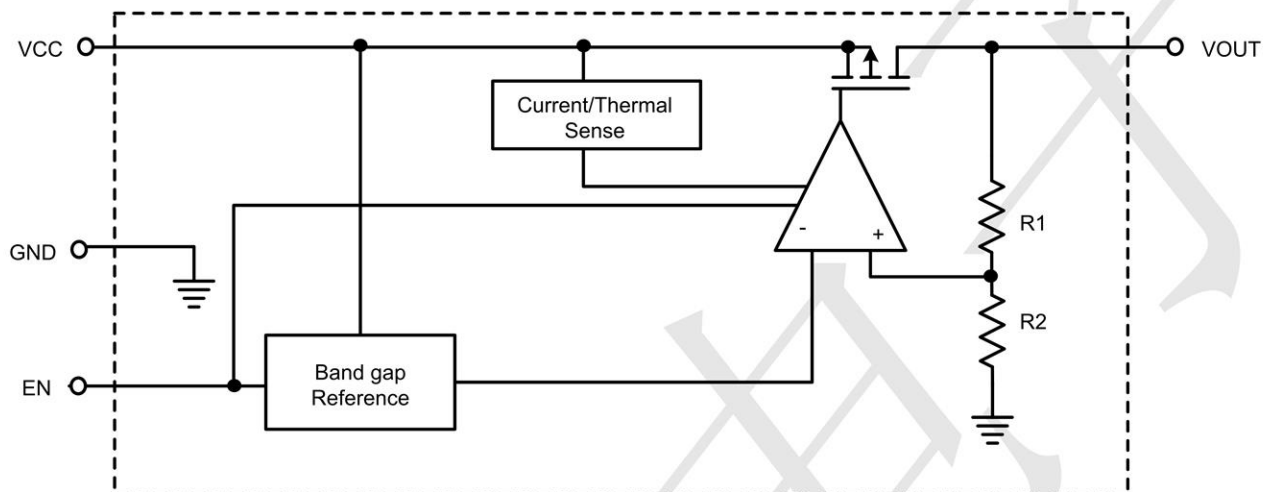 VCC
VOUT
Current/Thermal
Sense
-
+
R1
GND
R2
EN
Band gap
Reference